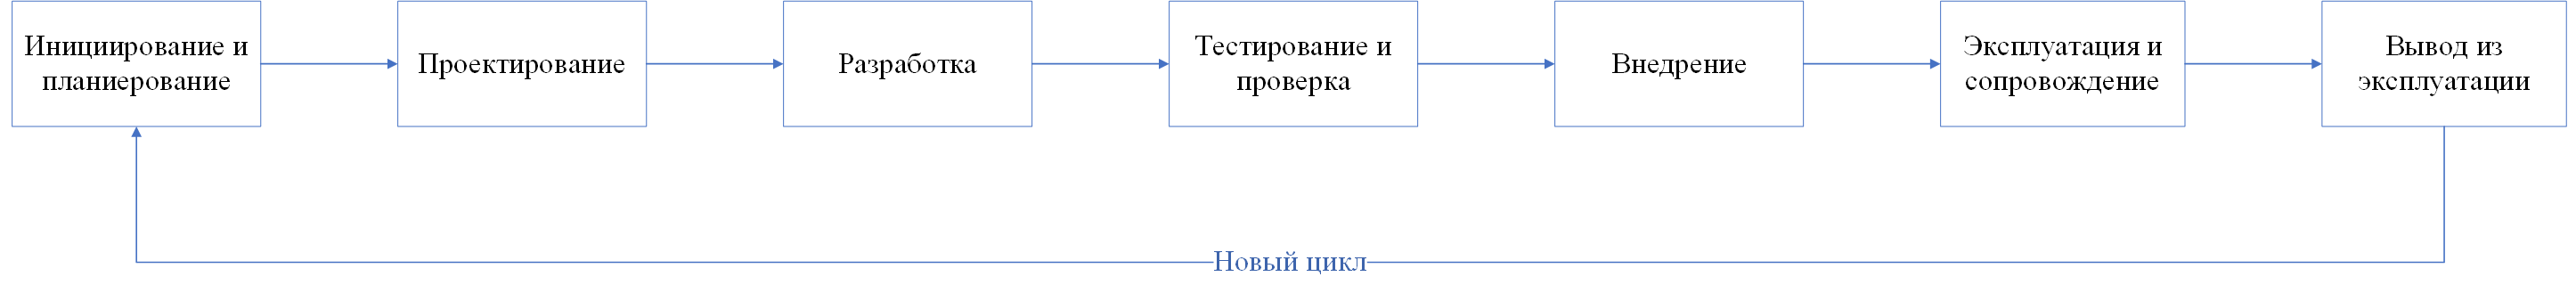 Инициирование и
планиерование
Проектирование
Разработка
Тестирование и
проверка
Внедрение
Эксплуатация и
сопровождение
Вывод из
эксплуатации
Новый цикл